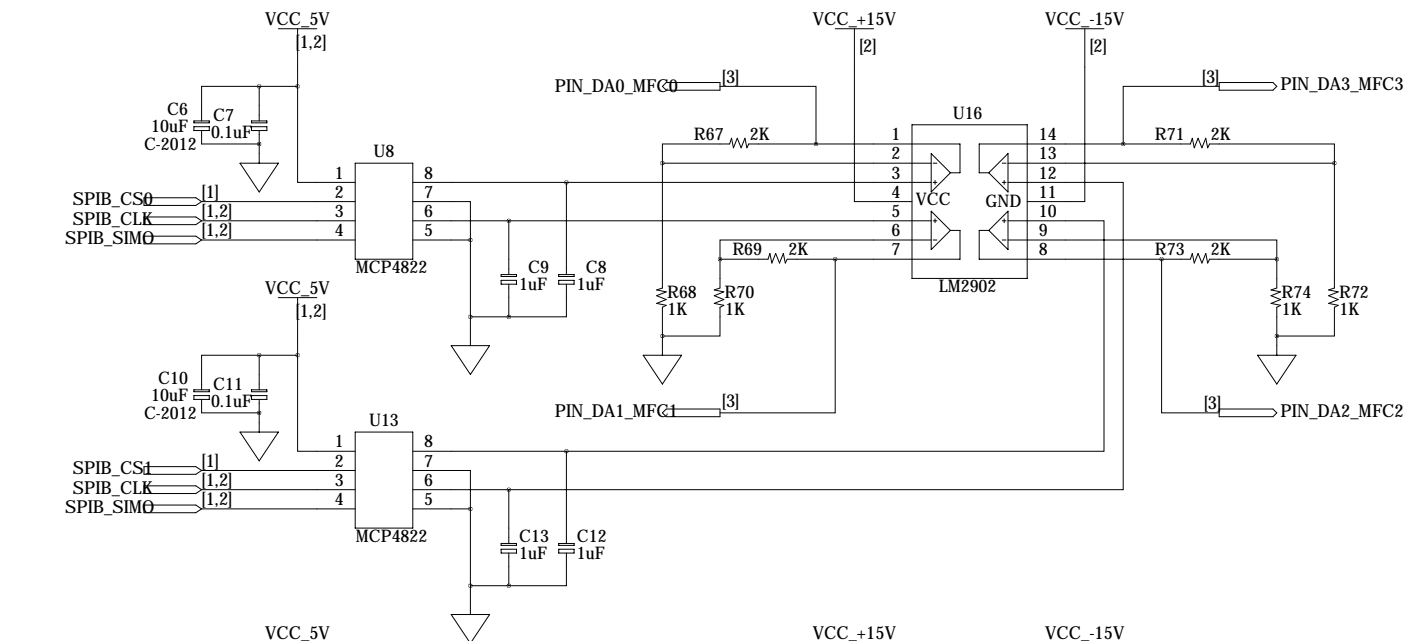 VCC_5V
VCC_+15V
VCC_-15V
[1,2]
[2]
[2]
PIN_DA0_MFC0
[3]
[3]
PIN_DA3_MFC3
C6
10uF
C-2012
C7
0.1uF
U8
1
2
3
4
8
7
6
5
MCP4822
SPIB_CS0
[1]
SPIB_CLK
[1,2]
SPIB_SIMO
[1,2]
C9
1uF
C8
1uF
R67
2K
R68
1K
R69
2K
R70
1K
U16
1
2
3
4
5
6
7
14
13
12
11
10
9
8
VCC
GND
LM2902
R71
2K
R73
2K
R74
1K
R72
1K
VCC_5V
[1,2]
C10
10uF
C-2012
C11
0.1uF
PIN_DA1_MFC1
[3]
[3]
PIN_DA2_MFC2
U13
1
2
3
4
8
7
6
5
MCP4822
SPIB_CS1
[1]
SPIB_CLK
[1,2]
SPIB_SIMO
[1,2]
C13
1uF
C12
1uF
VCC_5V
VCC_+15V
VCC_-15V